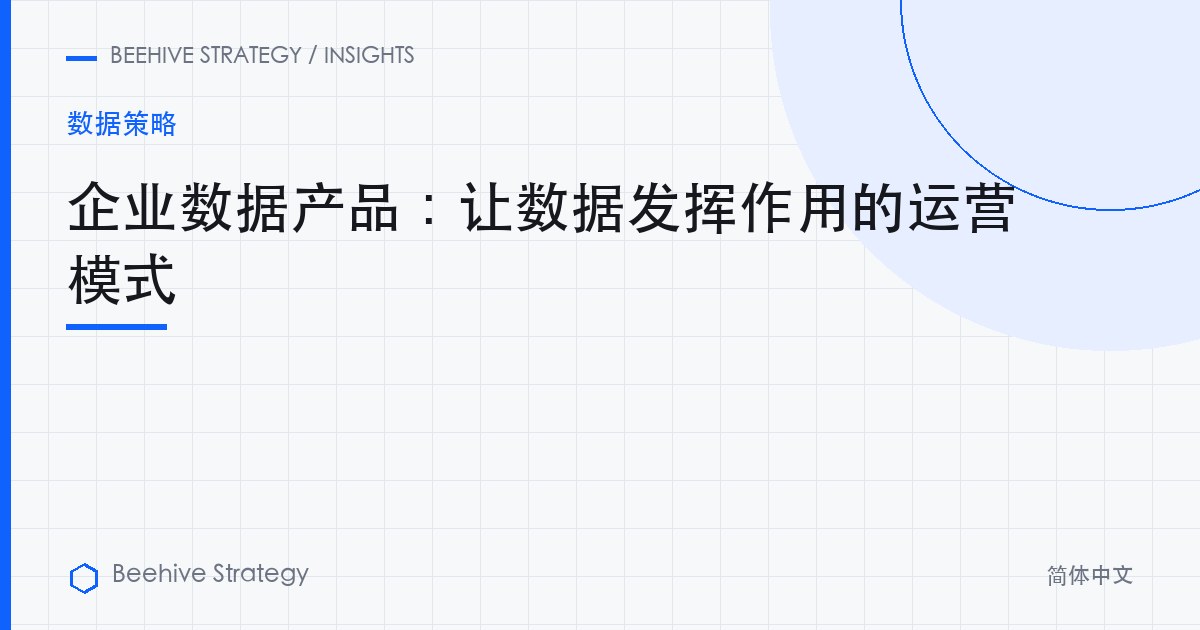 BEEHIVE STRATEGY / INSIGHTS
数据策略
企业数据产品：让数据发挥作用的运营
模式
Beehive Strategy
简体中文